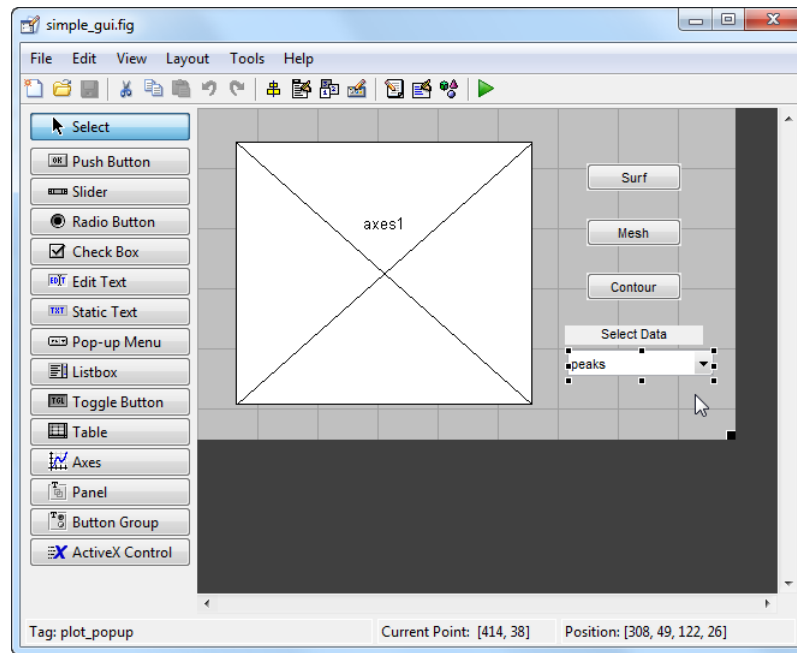 simple_gui.fig
File Edit View Layout Tools Help
Select
Push Button
Slider
Radio Button
Check Box
Edit Text
Static Text
Pop-up Menu
Listbox
Toggle Button
Table
Axes
Panel
Button Group
ActiveX Control
axes1
Surf
Mesh
Contour
Select Data
peaks
Tag: plot_popup
Current Point: [414, 38]
Position: [308, 49, 122, 26]